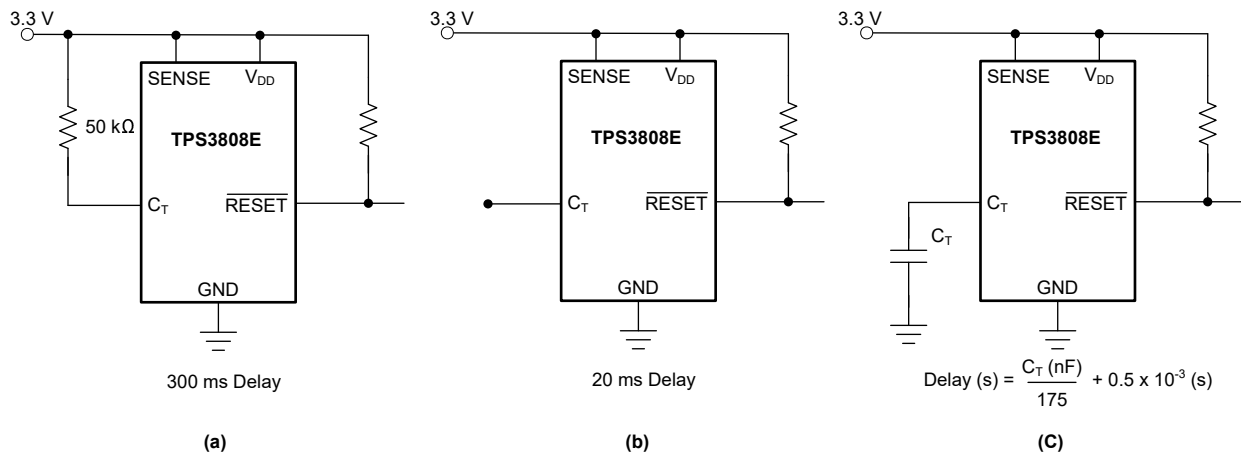 3.3 V
SENSE
V_DD
50 kΩ
TPS3808E
C_T
RESET
GND
300 ms Delay
(a)
3.3 V
SENSE
V_DD
TPS3808E
C_T
RESET
GND
20 ms Delay
(b)
3.3 V
SENSE
V_DD
TPS3808E
C_T
RESET
C_T
GND
Delay (s) = C_T (nF) / 175 + 0.5 x 10^-3 (s)
(C)